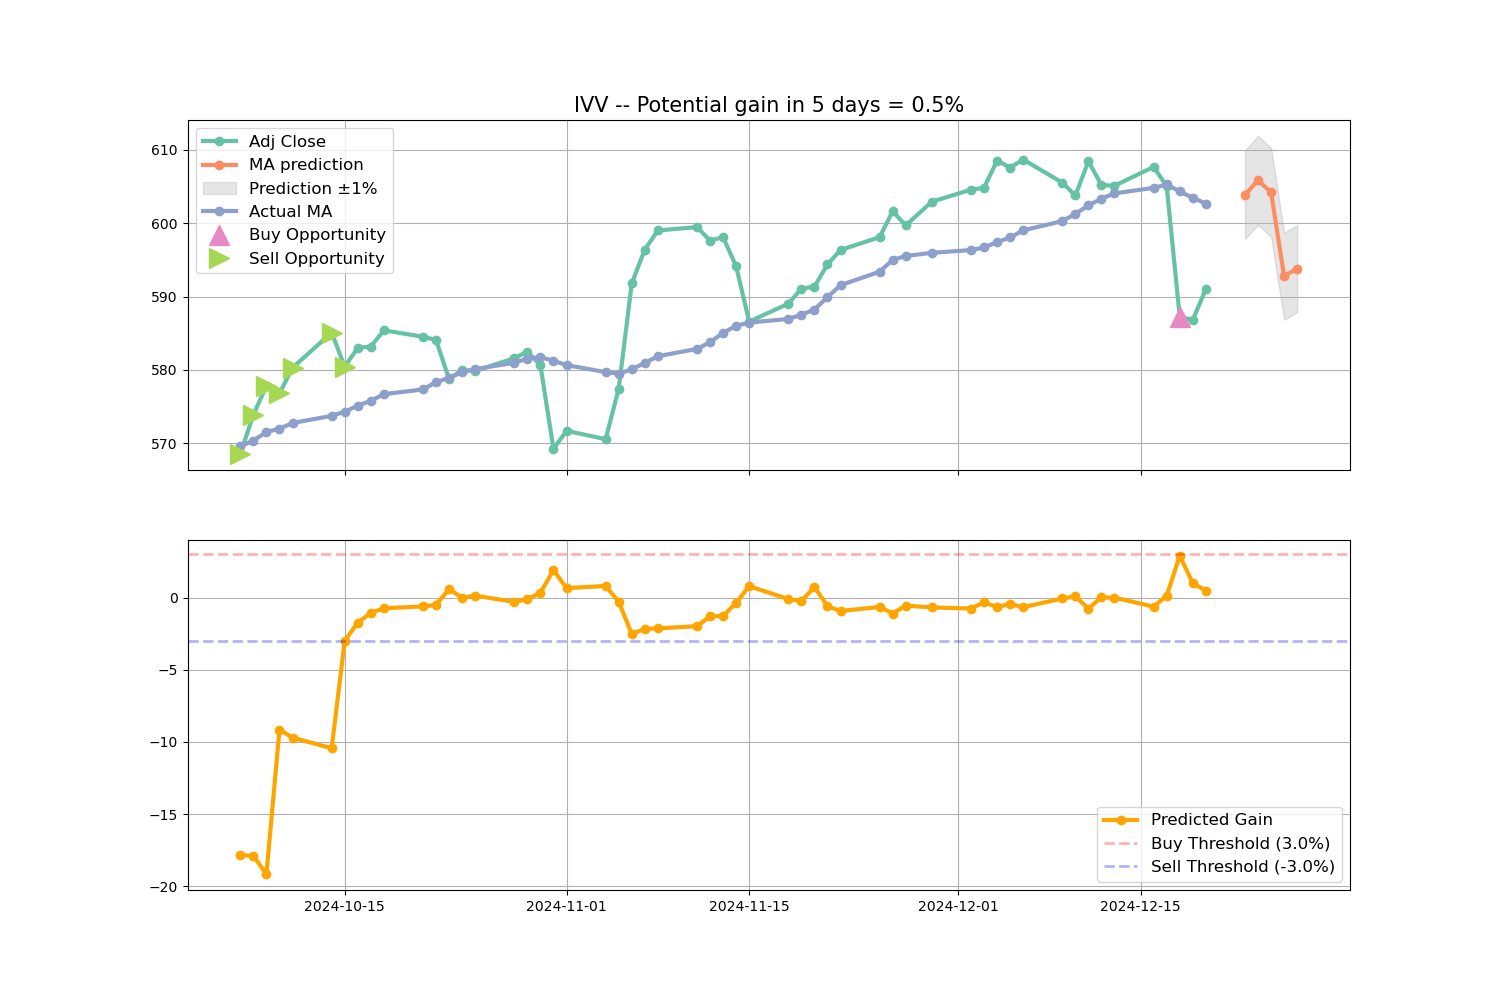 IVV -- Potential gain in 5 days = 0.5%
Adj Close
MA prediction
Prediction ±1%
Actual MA
Buy Opportunity
Sell Opportunity
610
600
590
580
570
0
−5
−10
−15
−20
Predicted Gain
Buy Threshold (3.0%)
Sell Threshold (-3.0%)
2024-10-15
2024-11-01
2024-11-15
2024-12-01
2024-12-15